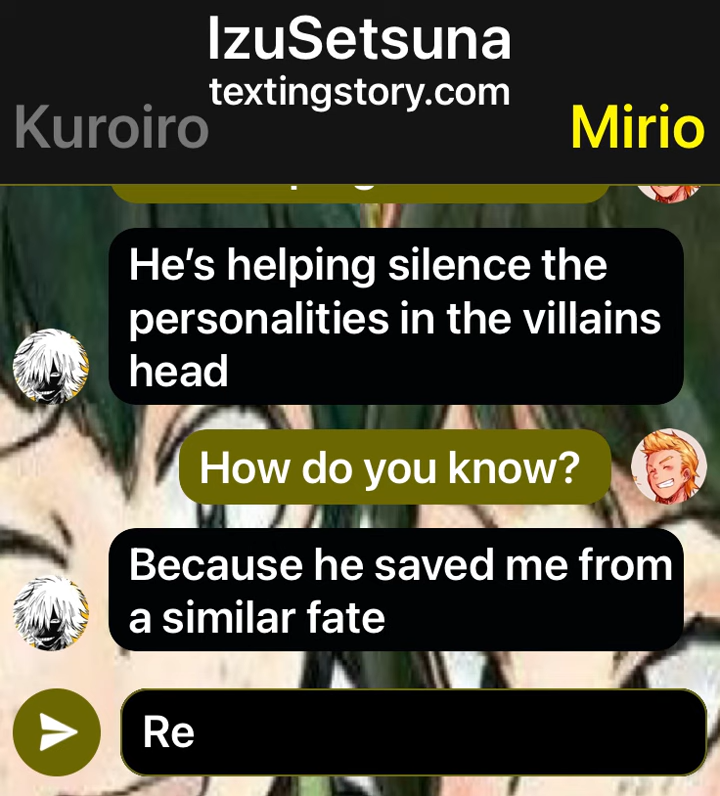 IzuSetsuna
textingstory.com
Kuroiro
Mirio
He's helping silence the
personalities in the villains
head
How do you know?
Because he saved me from
a similar fate
Re